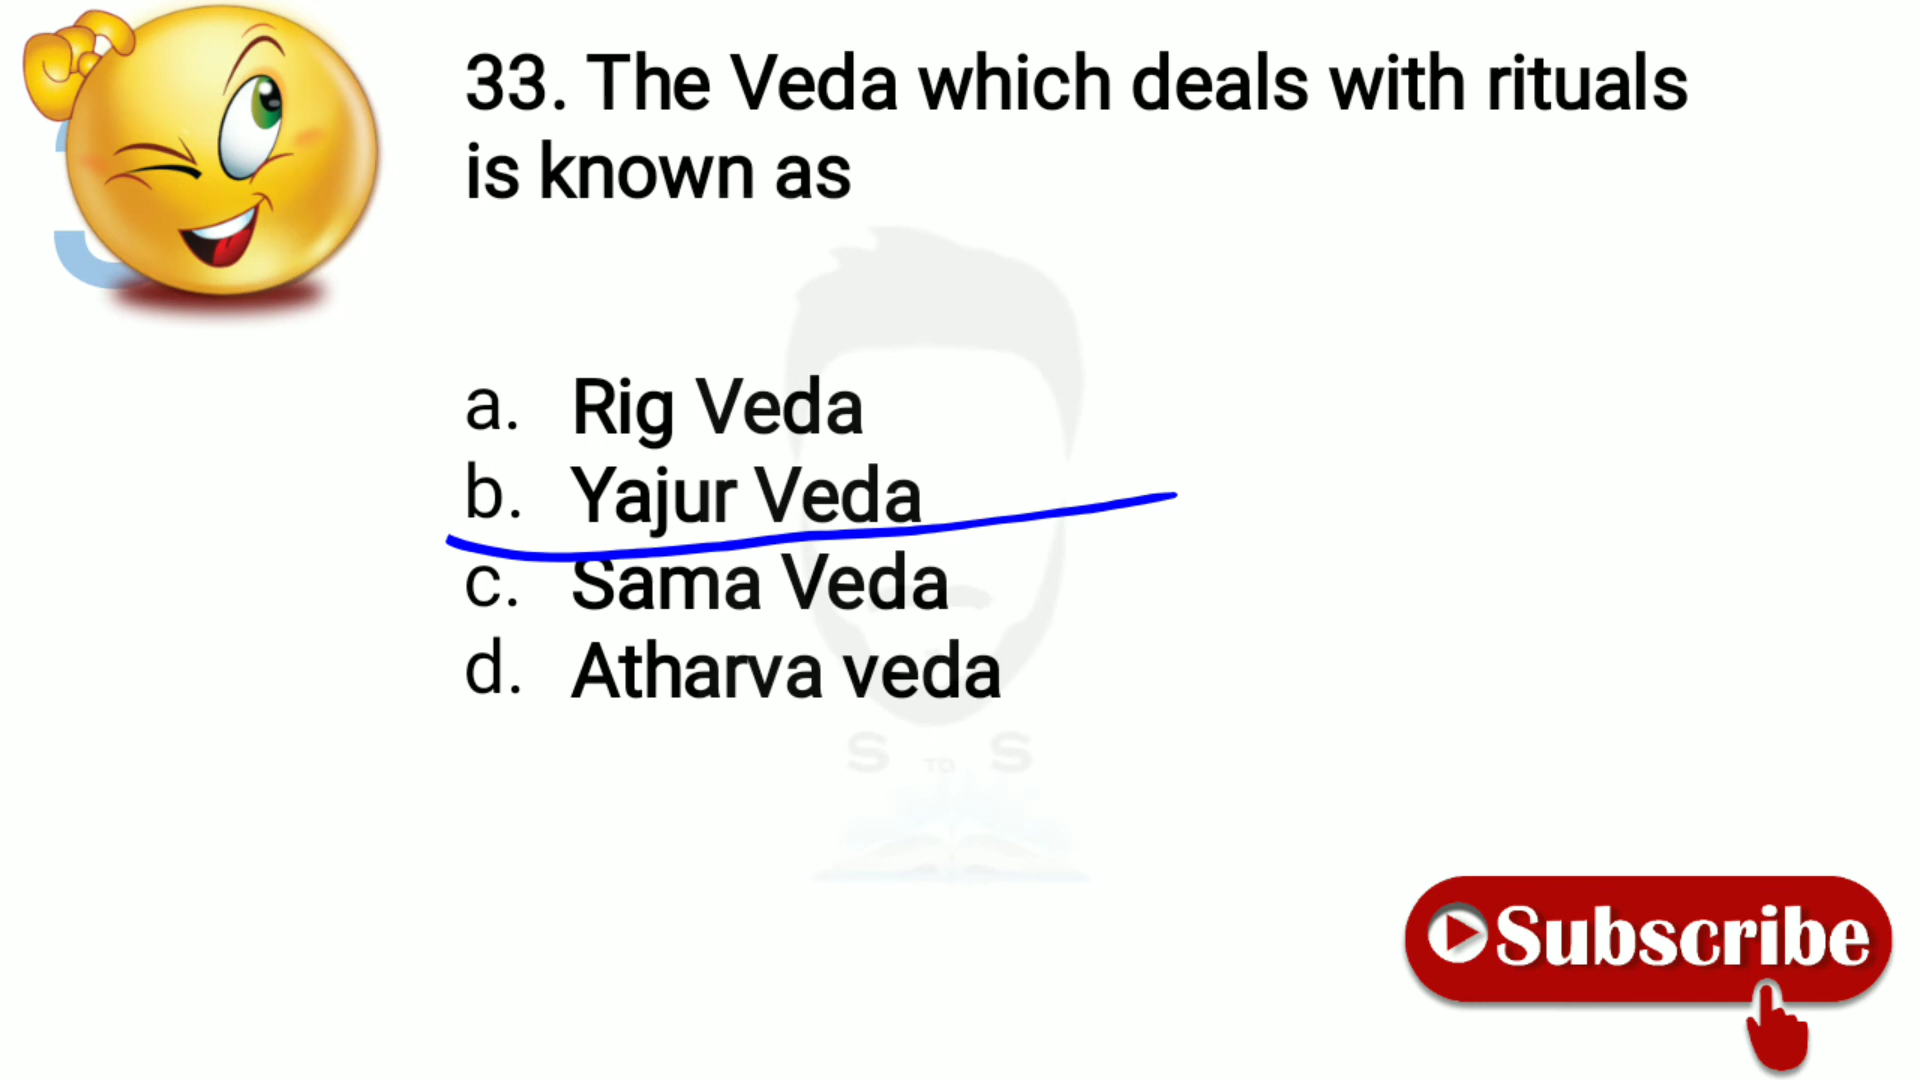 33. The Veda which deals with rituals
is known as
a. Rig Veda
b. Yajur Veda
c. Sama Veda
d. Atharva veda
S TO S
Subscribe